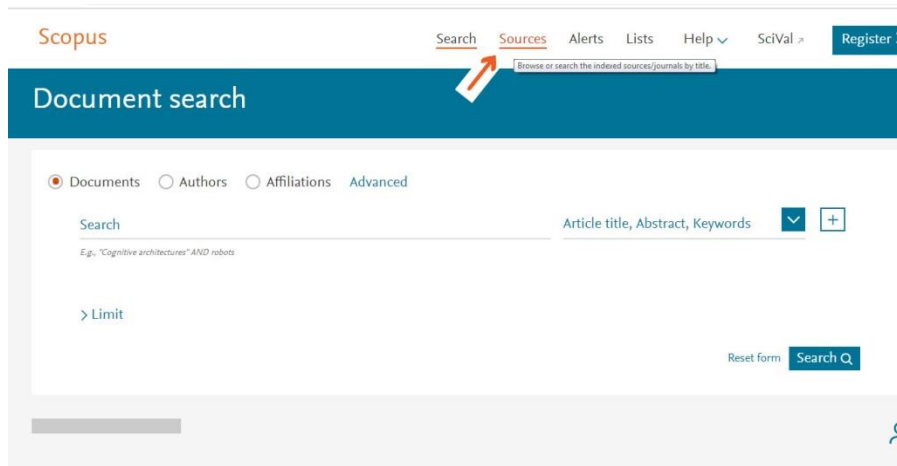 Scopus
Search Sources Alerts Lists Help SciVal Register
Browse or search the indexed sources/journals by title.
Document search
Documents Authors Affiliations Advanced
Search Article title, Abstract, Keywords
E.g., "Cognitive architectures" AND robots
Limit
Reset form Search